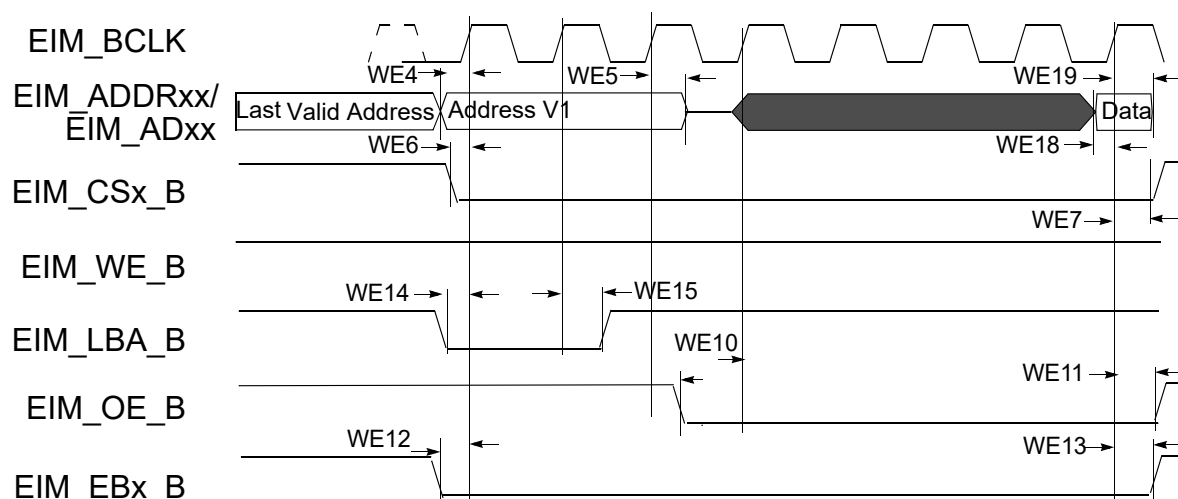 EIM_BCLK
WE4
WE5
WE19
EIM_ADDRxx/
EIM_ADxx
Last Valid Address
Address V1
Data
WE6
WE18
EIM_CSx_B
WE7
EIM_WE_B
WE14
WE15
EIM_LBA_B
WE10
WE11
EIM_OE_B
WE12
WE13
EIM_EBx_B